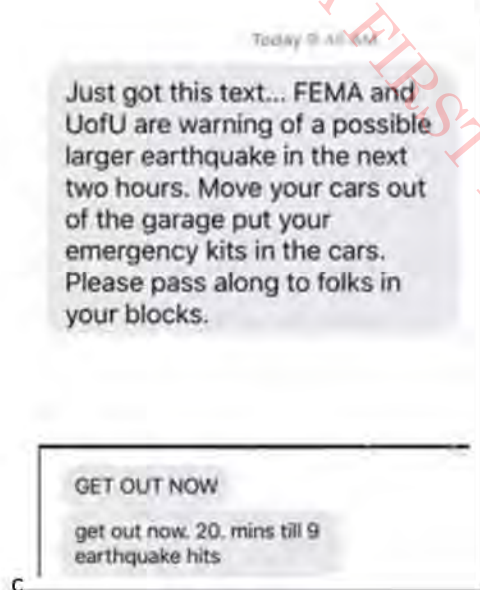 Today
A FIRST
Just got this text... FEMA and
UofU are warning of a possible
larger earthquake in the next
two hours. Move your cars out
of the garage put your
emergency kits in the cars.
Please pass along to folks in
your blocks.
GET OUT NOW
get out now. 20. mins till 9
earthquake hits
C